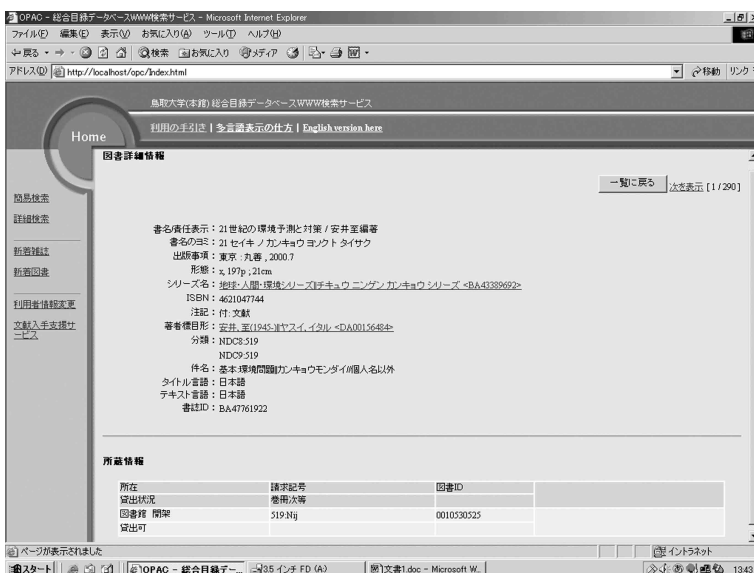 OPAC - 総合目録データベースWWW検索サービス - Microsoft Internet Explorer
ファイル(F) 編集(E) 表示(V) お気に入り(A) ツール(T) ヘルプ(H)
戻る 検索 お気に入り メディア
アドレス(D) http://localhost/opc/Index.html 移動 リンク
鳥取大学(本館)総合目録データベースWWW検索サービス
Home
利用の手引き | 多言語表示の仕方 | English version here
図書詳細情報
一覧に戻る 次を表示 [1/290]
簡易検索
詳細検索
新着雑誌
新着図書
利用者情報変更
文献入手支援サービス
書名/責任表示 : 21世紀の環境予測と対策 / 安井至編著
書名のヨミ : 21 セイキ ノ カンキョウ ヨソクト タイサク
出版事項 : 東京 : 丸善 , 2000.7
形態 : x, 197p ; 21cm
シリーズ名 : 地球・人間・環境シリーズ||チキュウ ニンゲン カンキョウ シリーズ <BA43389692>
ISBN : 4621047744
注記 : 付: 文献
著者標目形 : 安井, 至(1945-)||ヤスイ, イタル <DA00156484>
分類 : NDC8:519
NDC9:519
件名 : 基本:環境問題||カンキョウモンダイ//個人名以外
タイトル言語 : 日本語
テキスト言語 : 日本語
書誌ID : BA47761922
所蔵情報
所在 請求記号 図書ID
貸出状況 巻冊次等
図書館 開架 519:Nij 0010530525
貸出可
ページが表示されました イントラネット
スタート OPAC - 総合目録デー... 3.5 インチ FD (A:) 文書1.doc - Microsoft W... 13:42